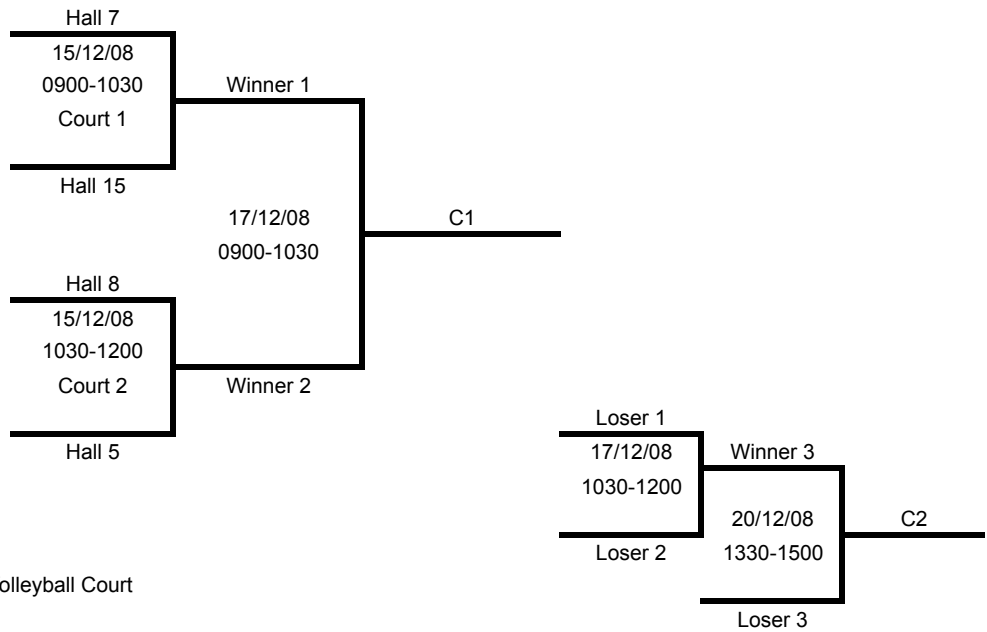 Hall 7
15/12/08
0900-1030
Court 1
Winner 1
Hall 15
17/12/08
0900-1030
C1
Hall 8
15/12/08
1030-1200
Court 2
Winner 2
Hall 5
Loser 1
17/12/08
1030-1200
Winner 3
Loser 2
20/12/08
1330-1500
C2
Loser 3
olleyball Court